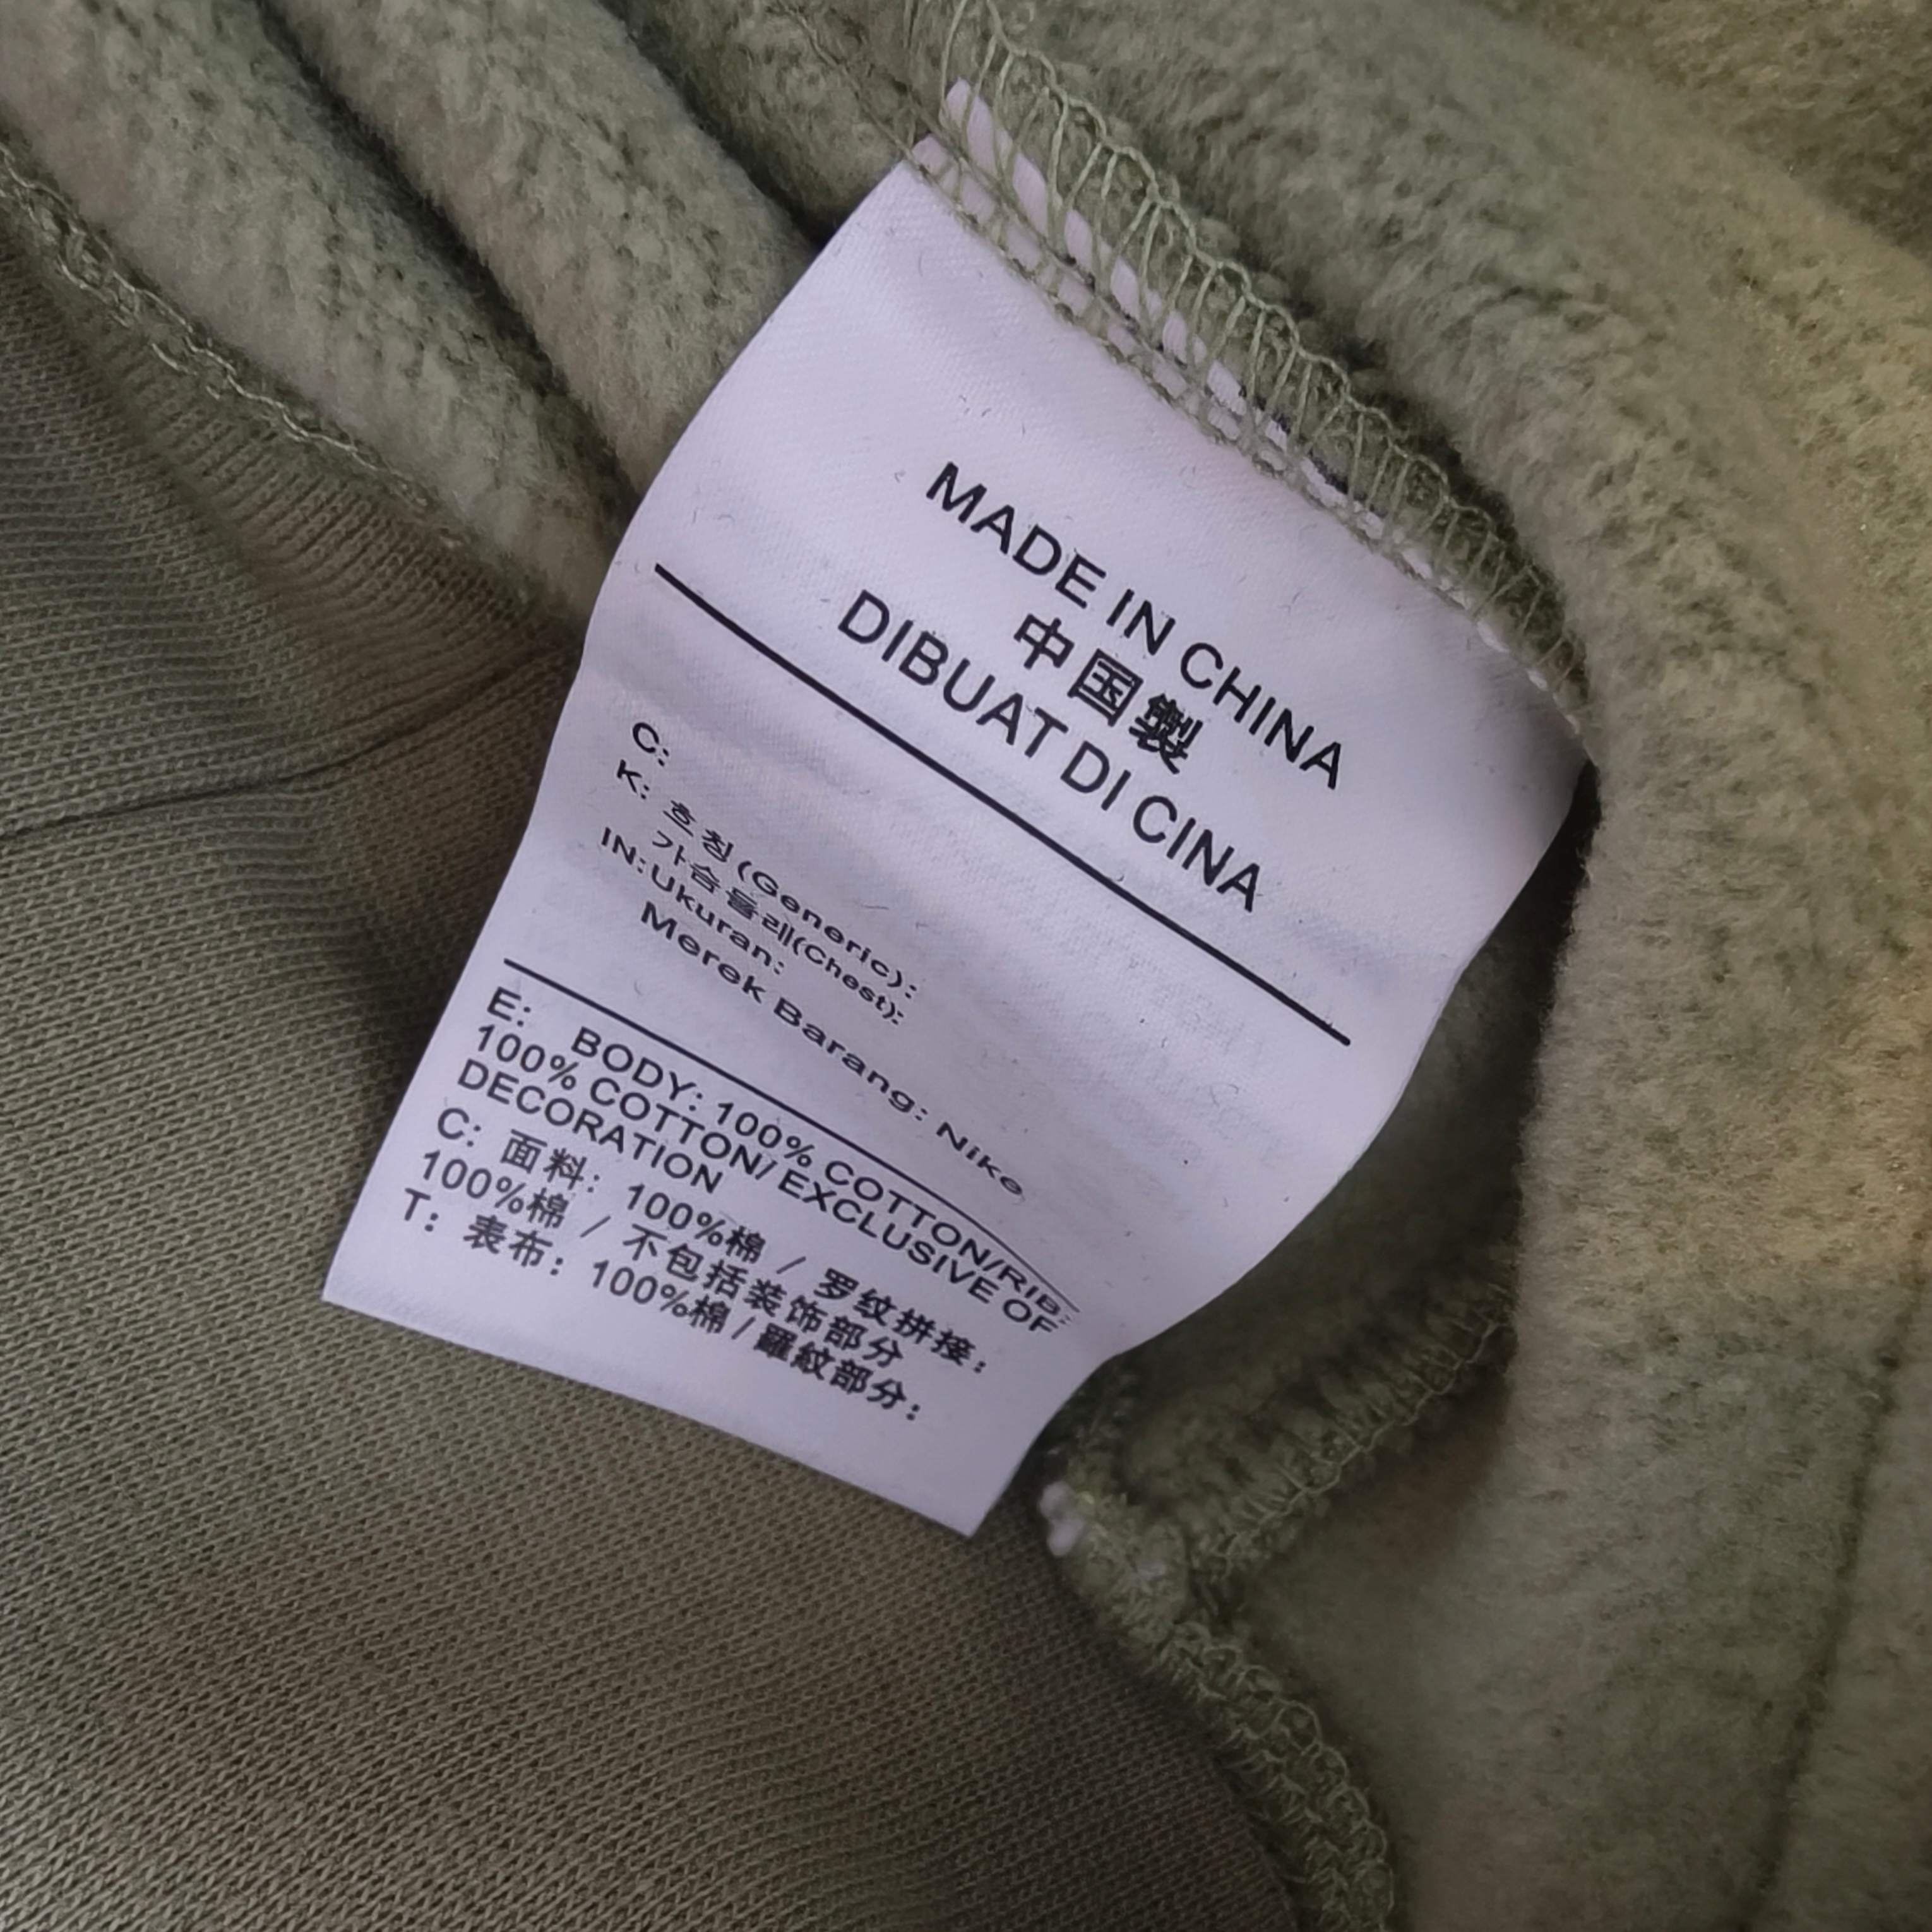 MADE IN CHINA
中国製
DIBUAT DI CINA
C:
K: 호칭(Generic):
가슴둘레(Chest):
IN:Ukuran:
Merek Barang: Nike
E: BODY: 100% COTTON/RIB:
100% COTTON/ EXCLUSIVE OF
DECORATION
C: 面料: 100%棉 / 罗纹拼接:
100%棉 / 不包括装饰部分
T: 表布: 100%棉/羅紋部分: